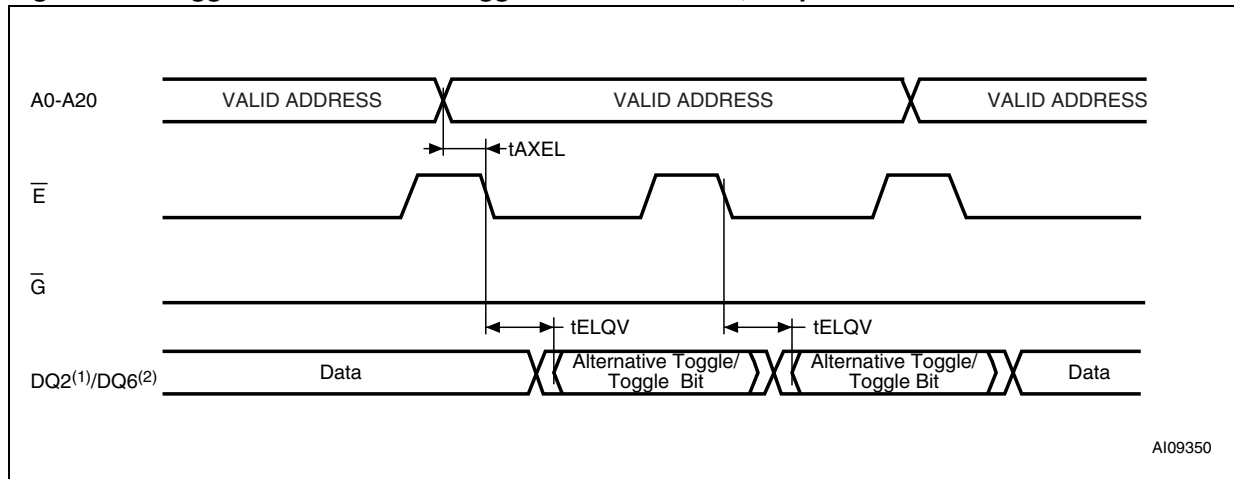 A0-A20
VALID ADDRESS
VALID ADDRESS
VALID ADDRESS
tAXEL
E
G
tELQV
tELQV
DQ2(1)/DQ6(2)
Data
Alternative Toggle/
Toggle Bit
Alternative Toggle/
Toggle Bit
Data
AI09350